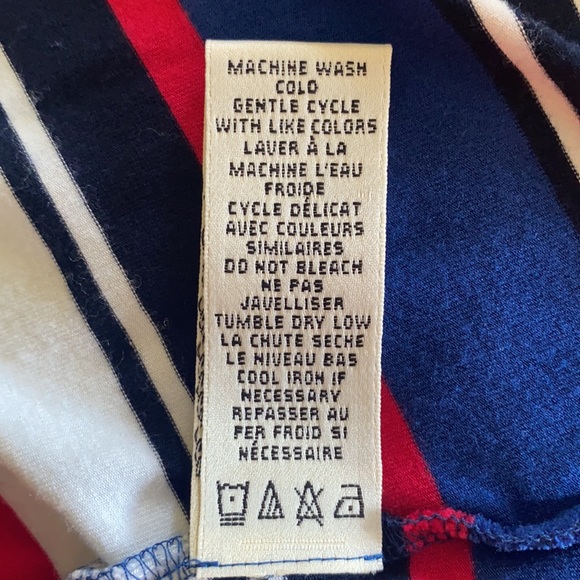 MACHINE WASH
COLD
GENTLE CYCLE
WITH LIKE COLORS
LAVER À LA
MACHINE L'EAU
FROIDE
CYCLE DÉLICAT
AVEC COULEURS
SIMILAIRES
DO NOT BLEACH
NE PAS
JAVELLISER
TUMBLE DRY LOW
LA CHUTE SECHE
LE NIVEAU BAS
COOL IRON IF
NECESSARY
REPASSER AU
FER FROID SI
NÉCESSAIRE